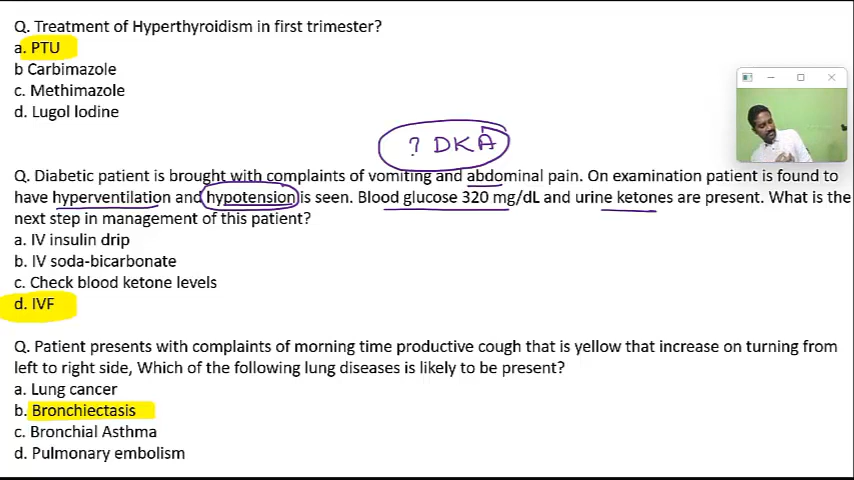 Q. Treatment of Hyperthyroidism in first trimester?
a. PTU
b Carbimazole
c. Methimazole
d. Lugol Iodine
? DKA
Q. Diabetic patient is brought with complaints of vomiting and abdominal pain. On examination patient is found to
have hyperventilation and hypotension is seen. Blood glucose 320 mg/dL and urine ketones are present. What is the
next step in management of this patient?
a. IV insulin drip
b. IV soda-bicarbonate
c. Check blood ketone levels
d. IVF
Q. Patient presents with complaints of morning time productive cough that is yellow that increase on turning from
left to right side, Which of the following lung diseases is likely to be present?
a. Lung cancer
b. Bronchiectasis
c. Bronchial Asthma
d. Pulmonary embolism